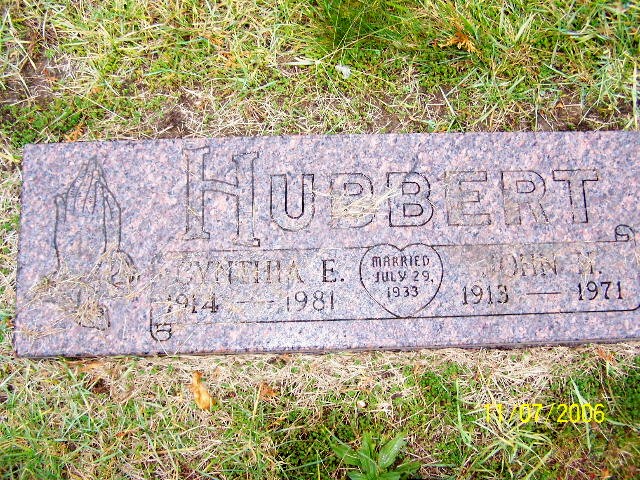 HUBBERT
CYNTHIA E.
1914 — 1981
MARRIED
JULY 29,
1933
JOHN H.
1913 — 1971
11/07/2006